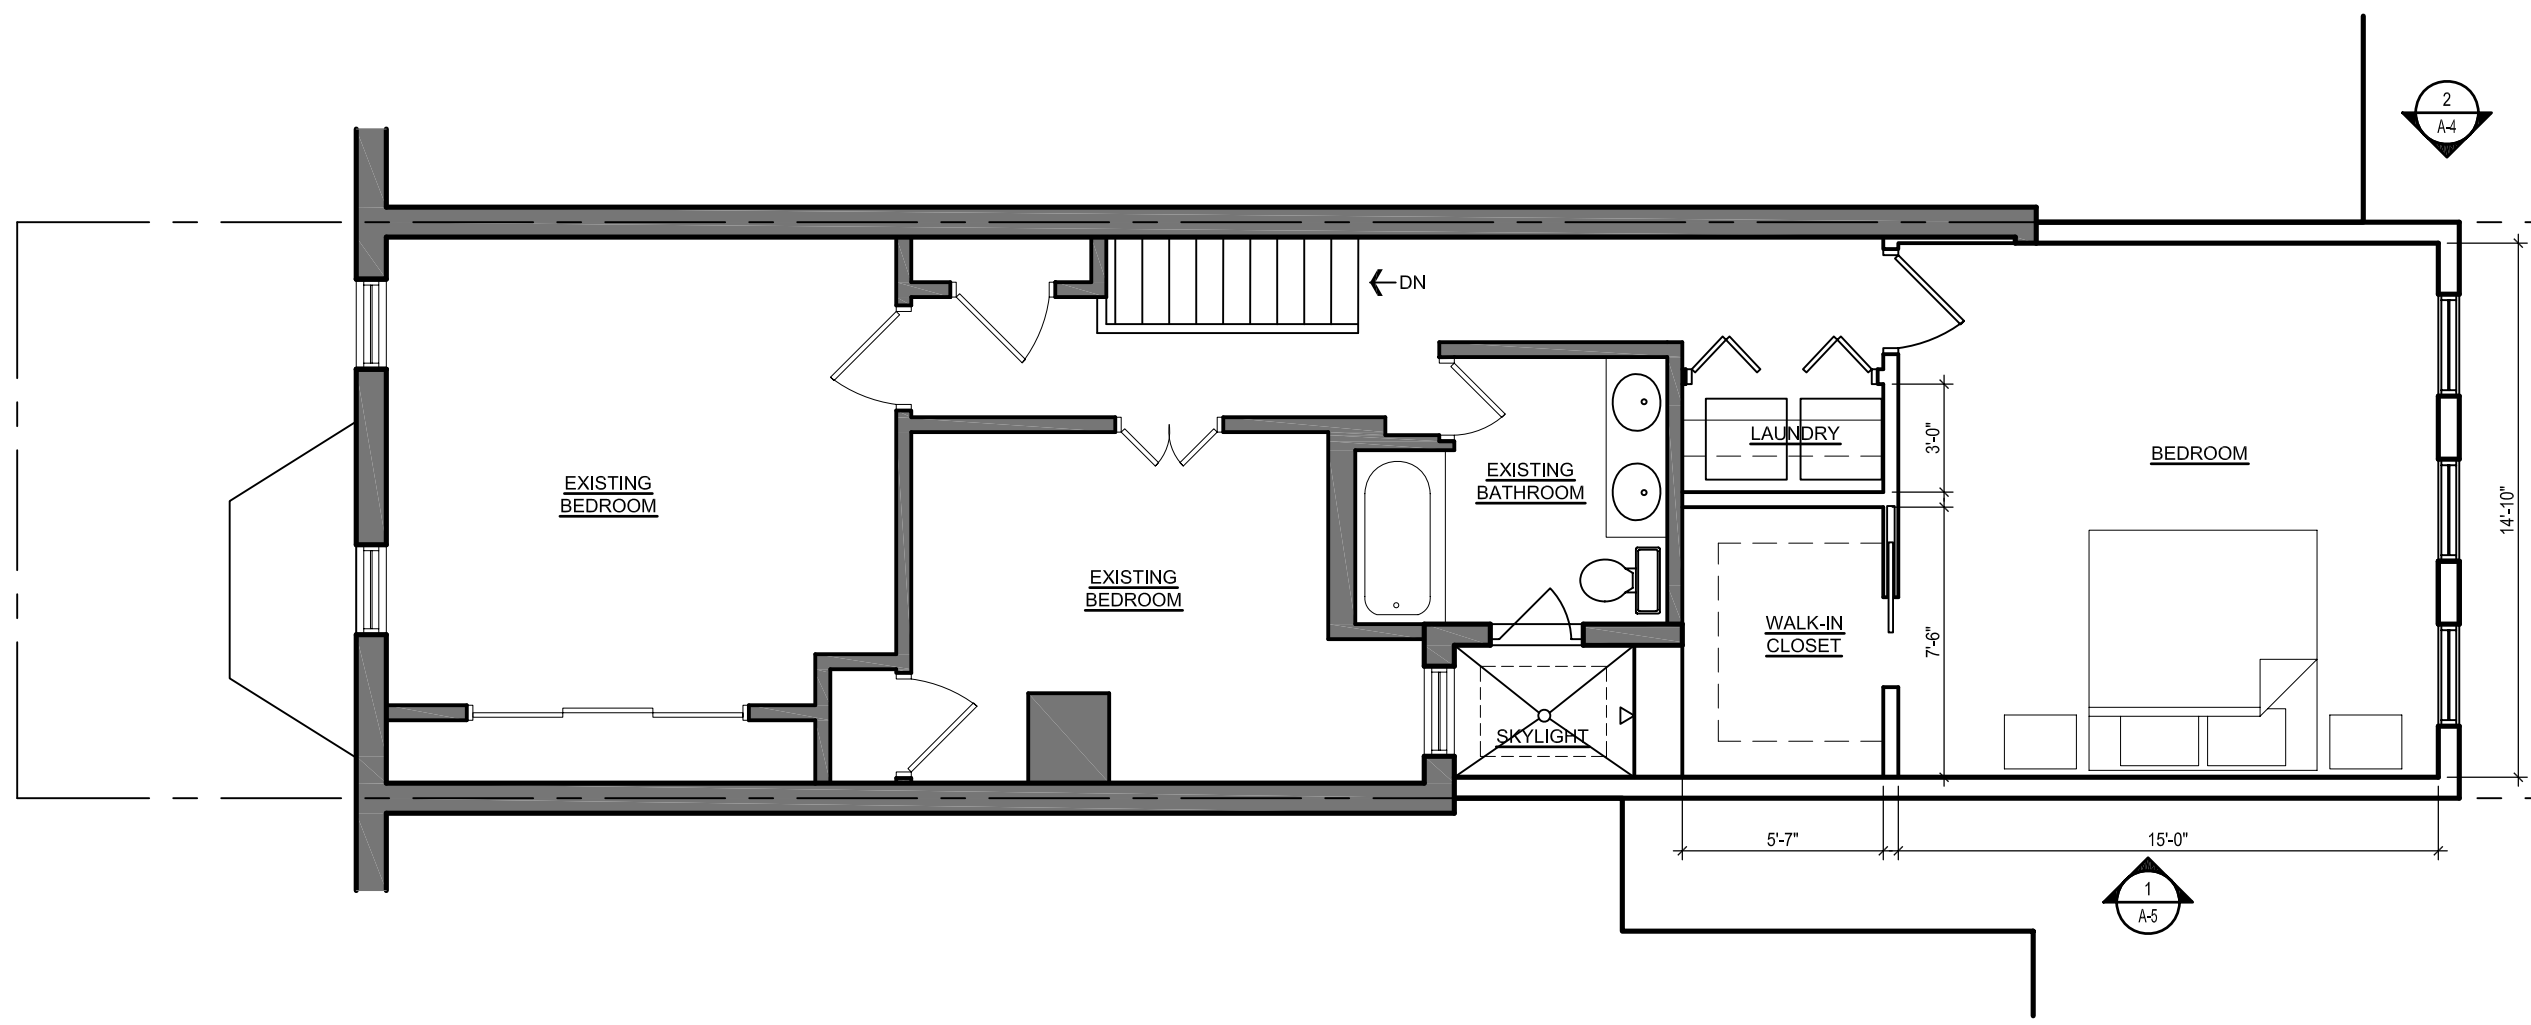 2
A-4
DN
LAUNDRY
3'-0"
BEDROOM
EXISTING
BEDROOM
EXISTING
BATHROOM
14'-10"
EXISTING
BEDROOM
WALK-IN
CLOSET
7'-6"
SKYLIGHT
5'-7"
15'-0"
1
A-5